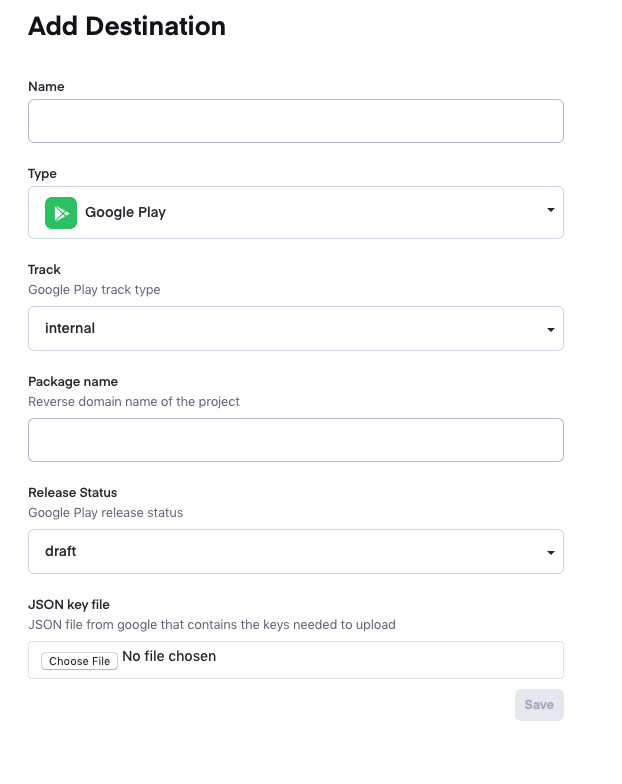 Add Destination
Name
Type
Google Play
Track
Google Play track type
internal
Package name
Reverse domain name of the project
Release Status
Google Play release status
draft
JSON key file
JSON file from google that contains the keys needed to upload
Choose File No file chosen
Save